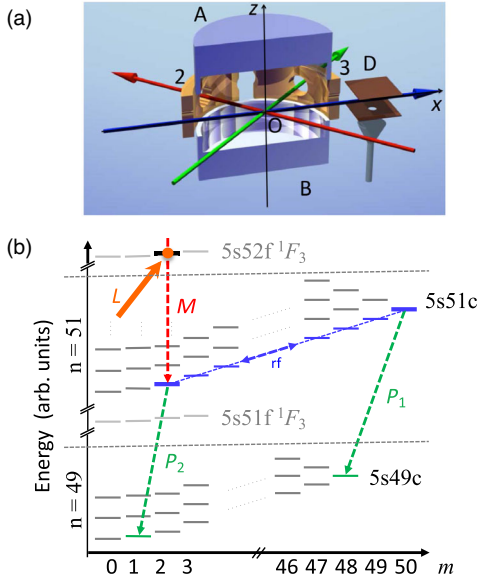 (a)
A
z
2
3
D
x
O
B
(b)
5s52f ¹F₃
L
M
n = 51
5s51c
rf
P₁
5s51f ¹F₃
P₂
5s49c
n = 49
Energy (arb. units)
0 1 2 3 46 47 48 49 50 m